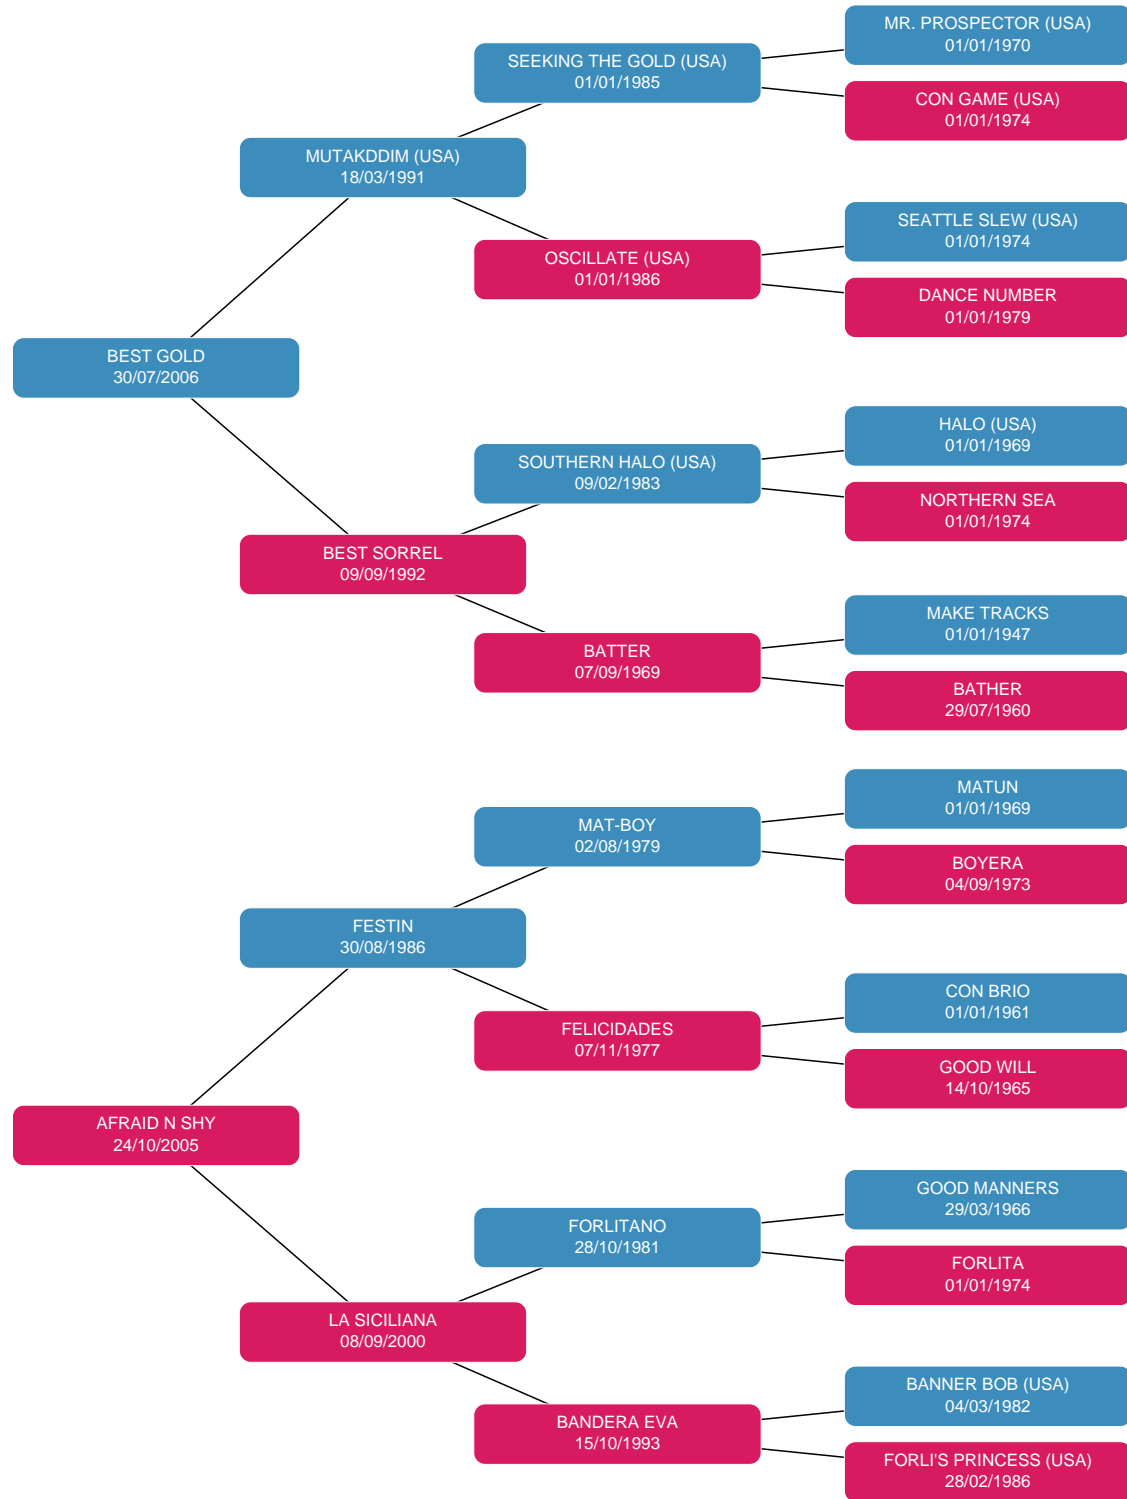 MR. PROSPECTOR (USA)
01/01/1970
SEEKING THE GOLD (USA)
01/01/1985
CON GAME (USA)
01/01/1974
MUTAKDDIM (USA)
18/03/1991
SEATTLE SLEW (USA)
01/01/1974
OSCILLATE (USA)
01/01/1986
DANCE NUMBER
01/01/1979
BEST GOLD
30/07/2006
HALO (USA)
01/01/1969
SOUTHERN HALO (USA)
09/02/1983
NORTHERN SEA
01/01/1974
BEST SORREL
09/09/1992
MAKE TRACKS
01/01/1947
BATTER
07/09/1969
BATHER
29/07/1960
MATUN
01/01/1969
MAT-BOY
02/08/1979
BOYERA
04/09/1973
FESTIN
30/08/1986
CON BRIO
01/01/1961
FELICIDADES
07/11/1977
GOOD WILL
14/10/1965
AFRAID N SHY
24/10/2005
GOOD MANNERS
29/03/1966
FORLITANO
28/10/1981
FORLITA
01/01/1974
LA SICILIANA
08/09/2000
BANNER BOB (USA)
04/03/1982
BANDERA EVA
15/10/1993
FORLI'S PRINCESS (USA)
28/02/1986